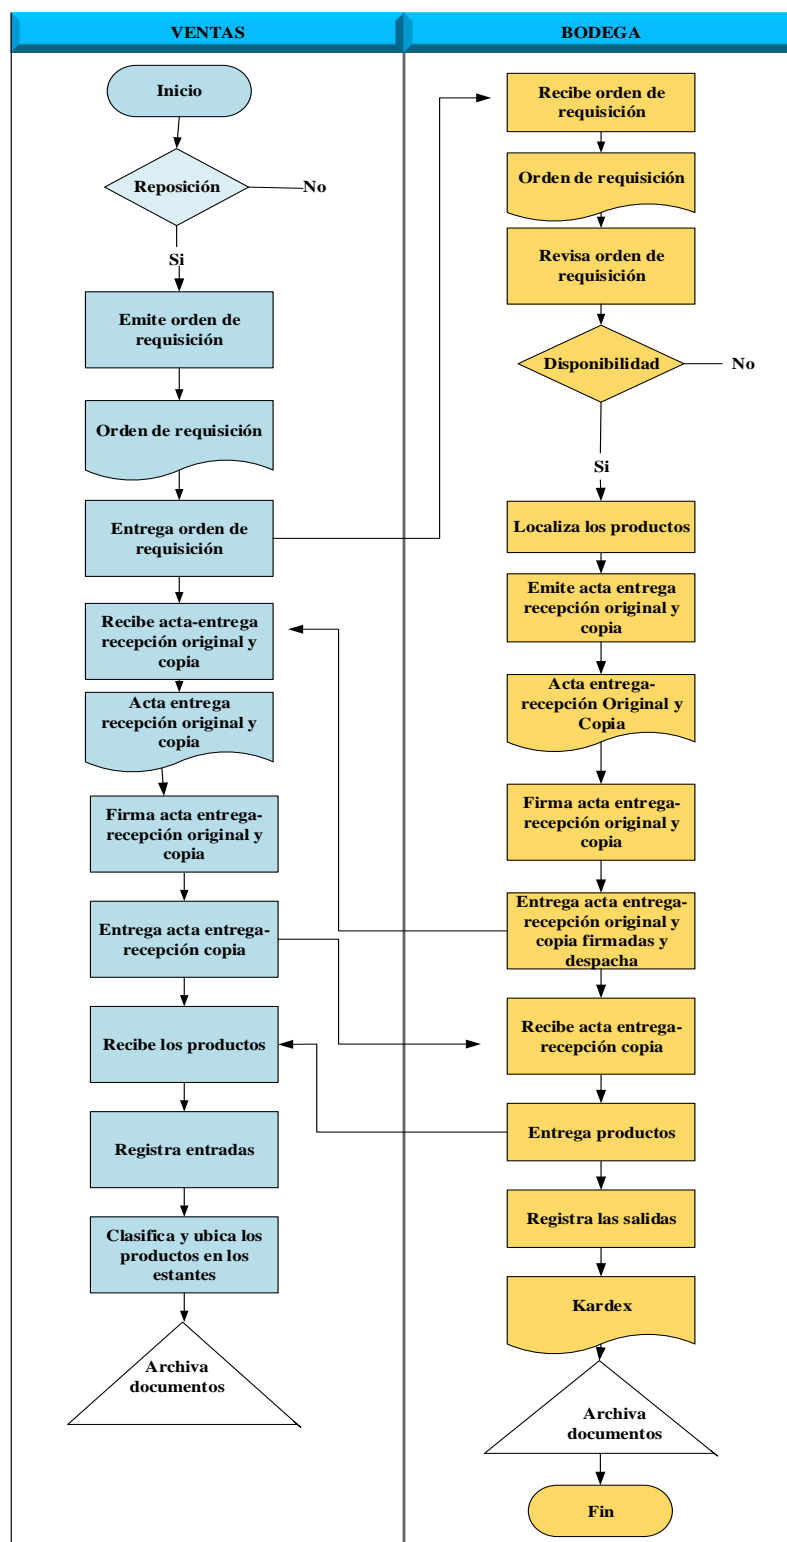 VENTAS
BODEGA
Inicio
Reposición
No
Si
Emite orden de
requisición
Orden de requisición
Entrega orden de
requisición
Recibe acta-entrega
recepción original y
copia
Acta entrega
recepción original y
copia
Firma acta entrega-
recepción original y
copia
Entrega acta entrega-
recepción copia
Recibe los productos
Registra entradas
Clasifica y ubica los
productos en los
estantes
Archiva
documentos
Recibe orden de
requisición
Orden de requisición
Revisa orden de
requisición
Disponibilidad
No
Si
Localiza los productos
Emite acta entrega
recepción original y
copia
Acta entrega-
recepción Original y
Copia
Firma acta entrega-
recepción original y
copia
Entrega acta entrega-
recepción original y
copia firmadas y
despacha
Recibe acta entrega-
recepción copia
Entrega productos
Registra las salidas
Kardex
Archiva
documentos
Fin